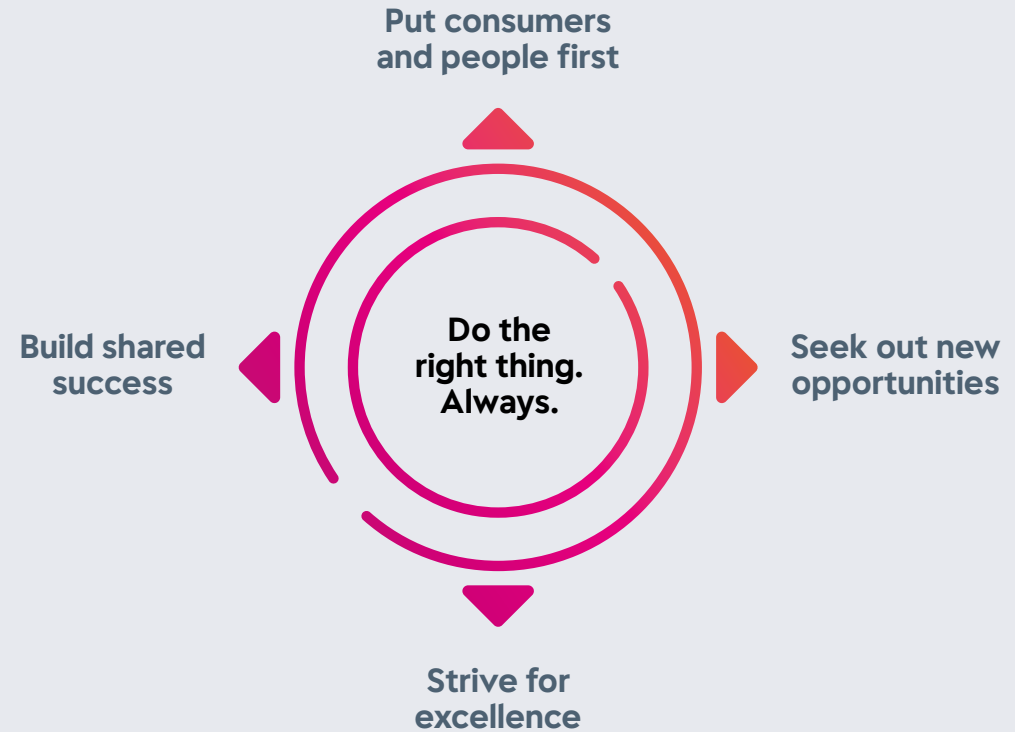 Put consumers
and people first
Build shared
success
Do the
right thing.
Always.
Seek out new
opportunities
Strive for
excellence